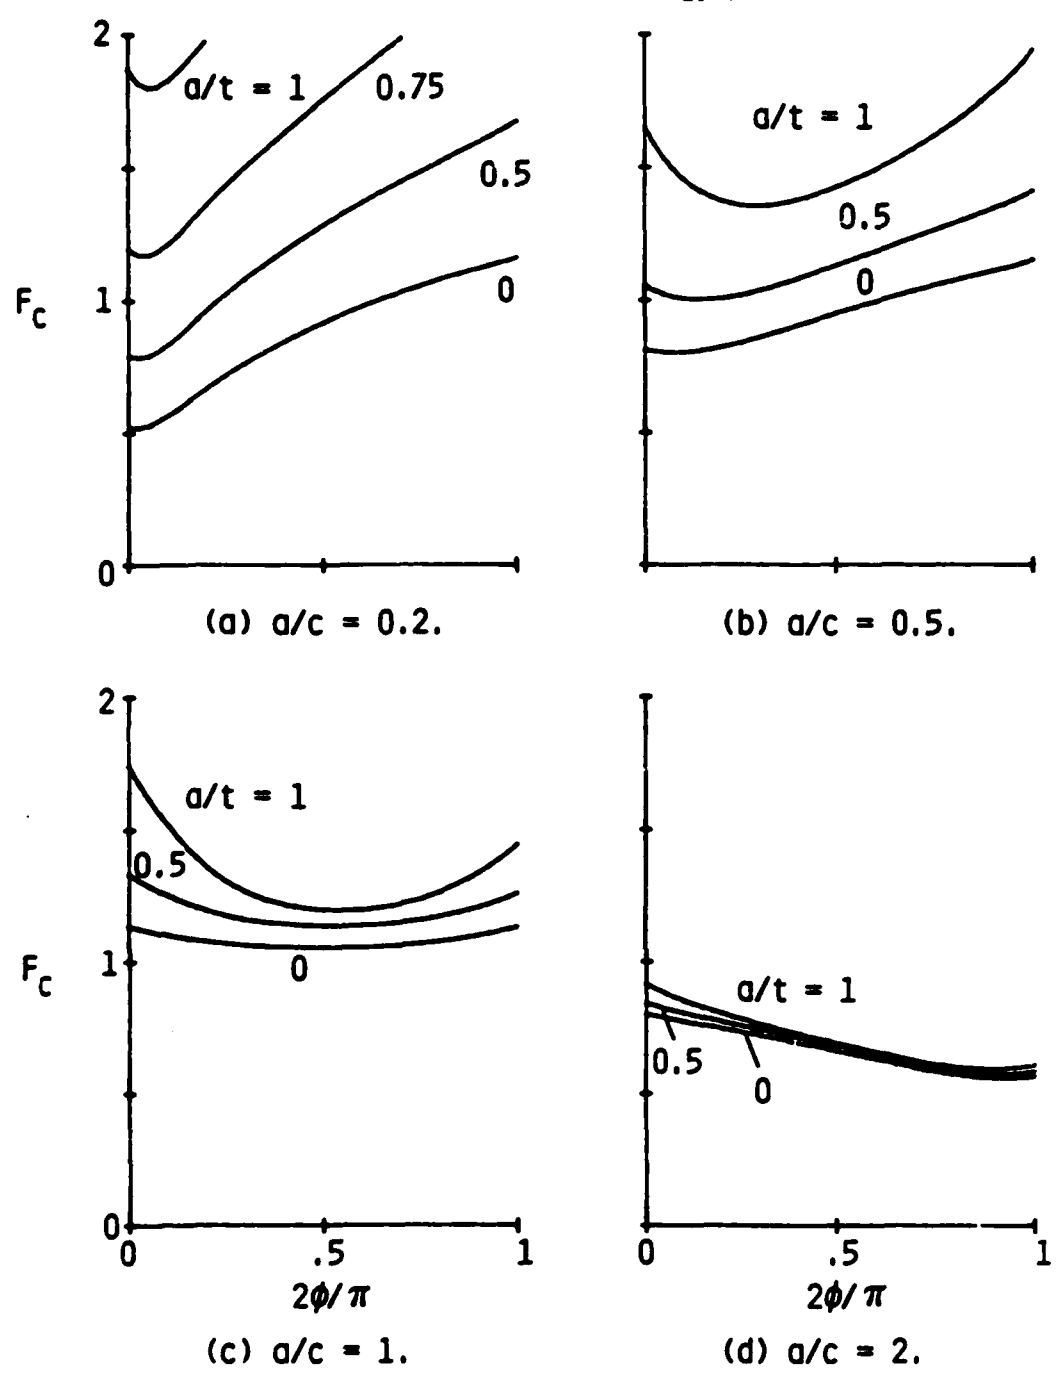 2
a/t = 1
0.75
0.5
0
F_c
1
0
(a) a/c = 0.2.
a/t = 1
0.5
0
(b) a/c = 0.5.
2
a/t = 1
0.5
0
F_c
1
0
0 .5 1
2ϕ/π
(c) a/c = 1.
a/t = 1
0.5
0
0 .5 1
2ϕ/π
(d) a/c = 2.